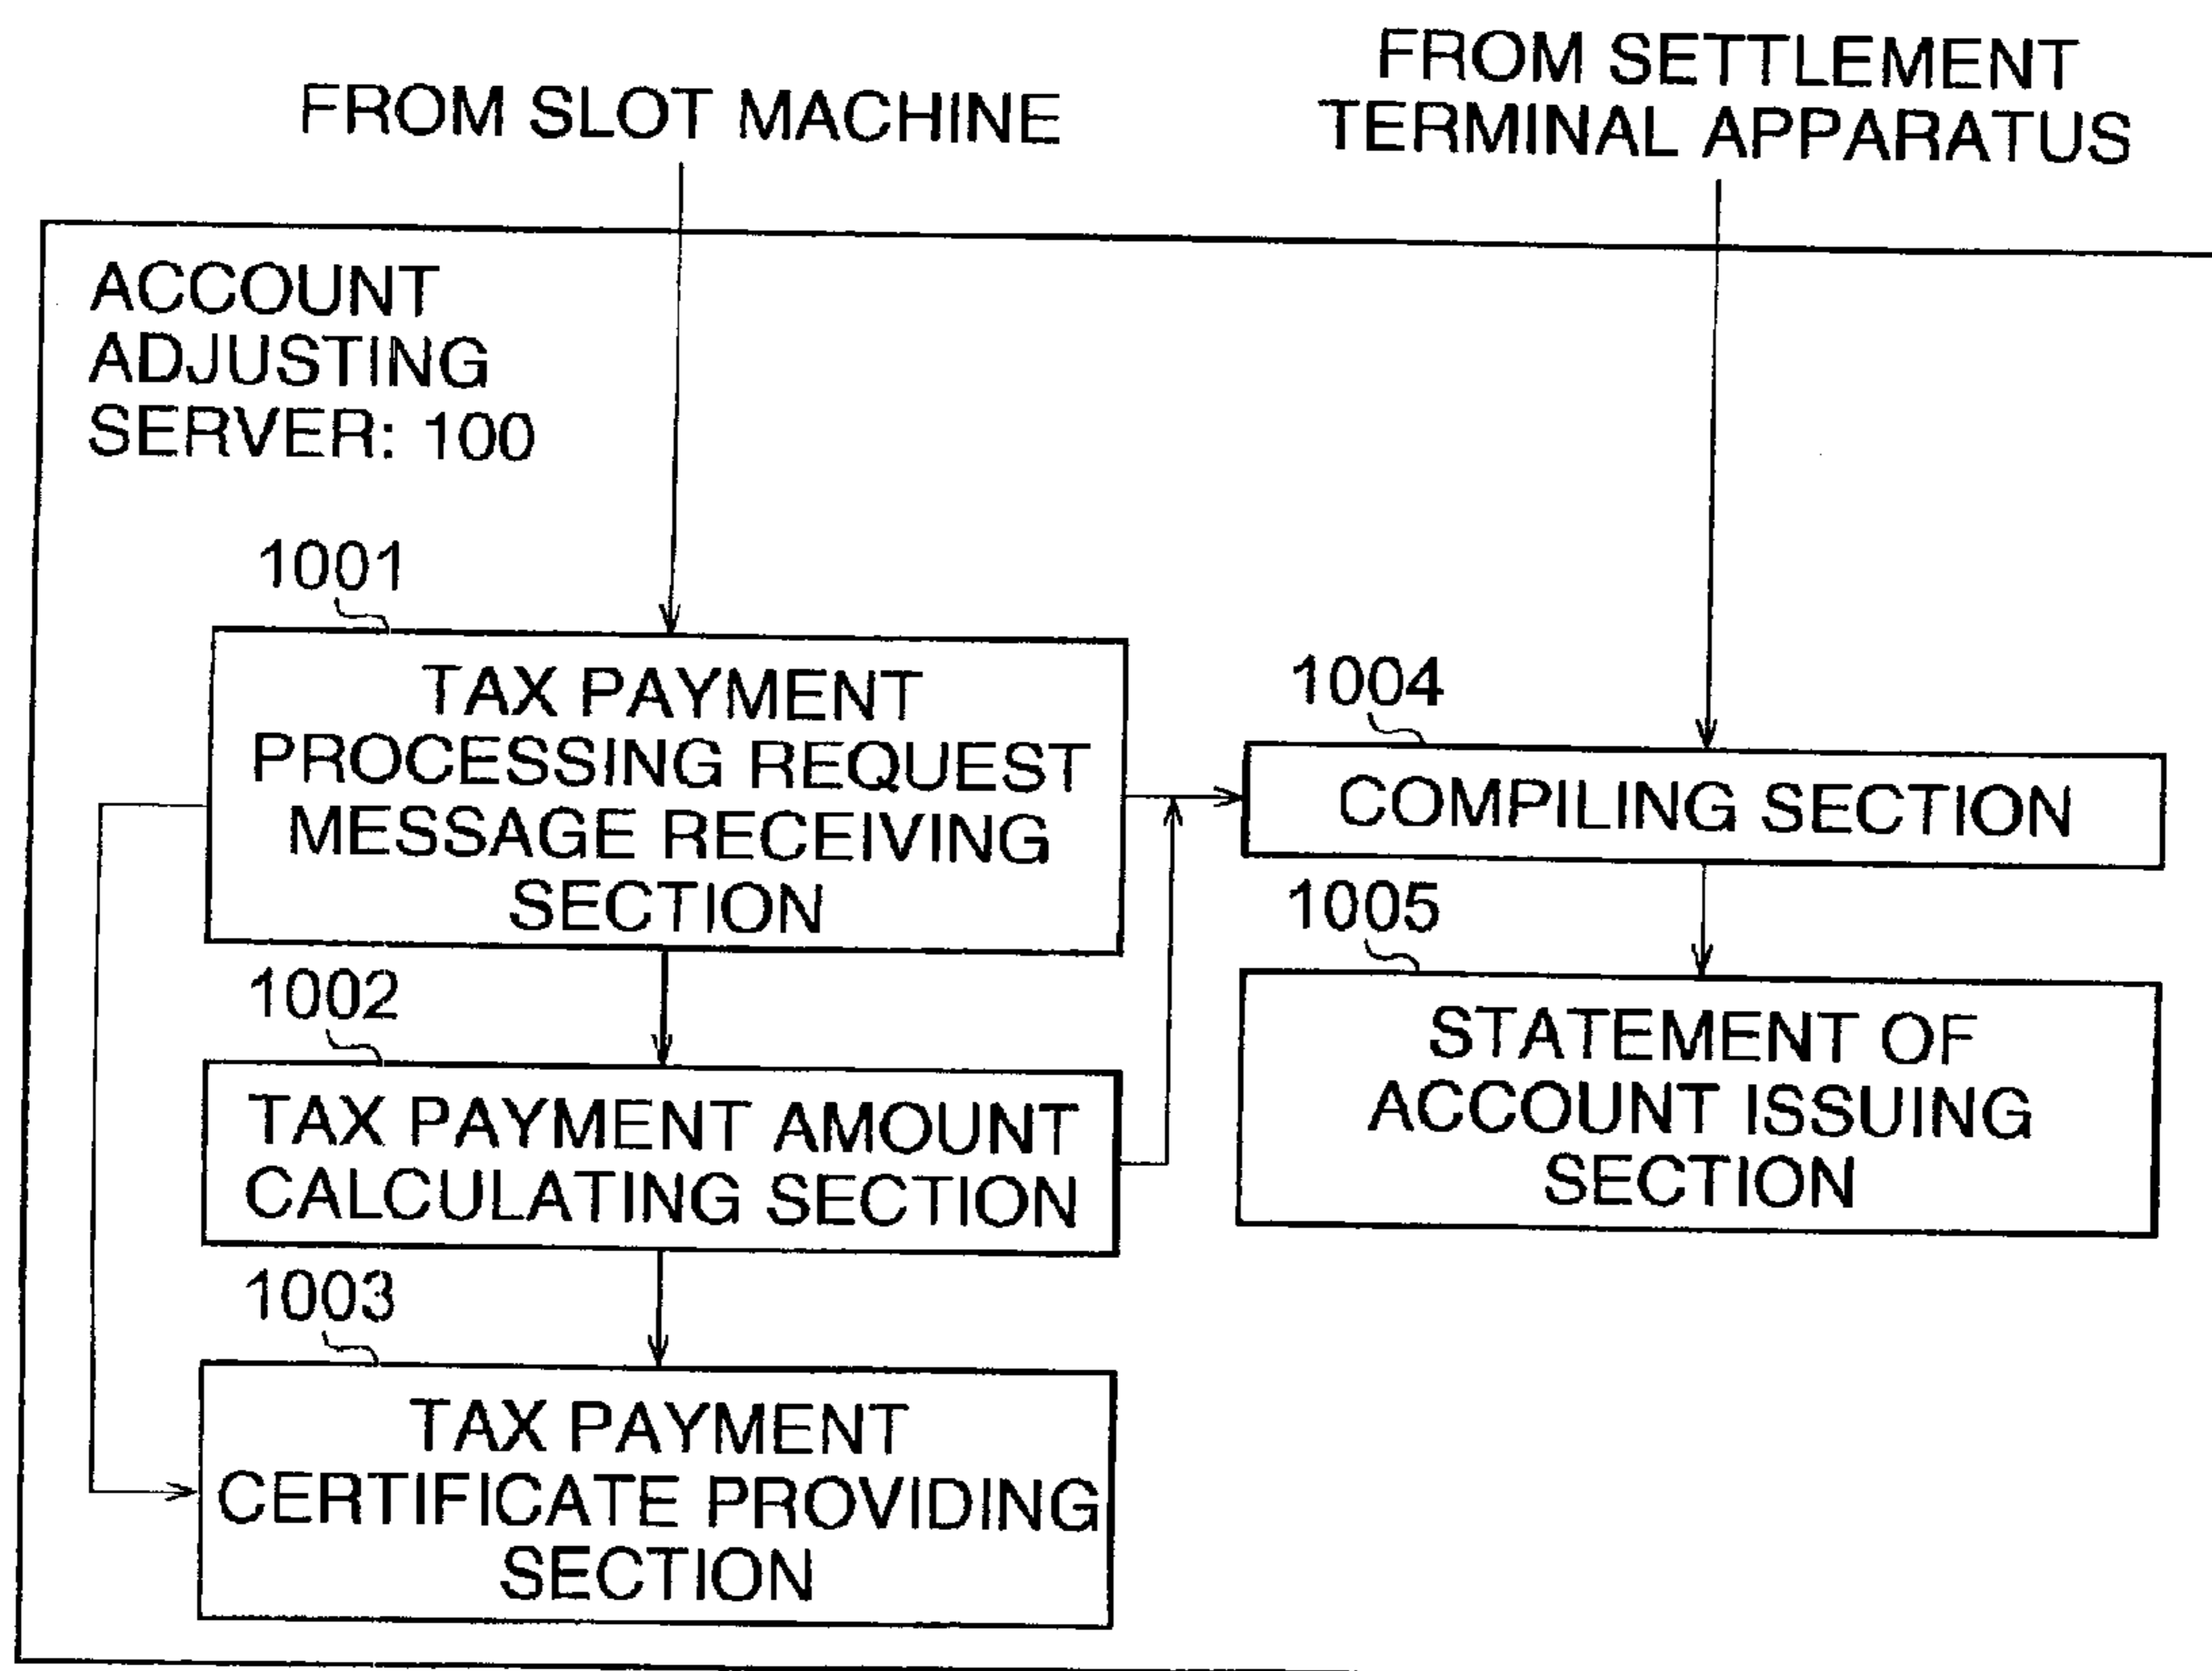 FROM SLOT MACHINE
FROM SETTLEMENT
TERMINAL APPARATUS
ACCOUNT
ADJUSTING
SERVER: 100
1001
TAX PAYMENT
PROCESSING REQUEST
MESSAGE RECEIVING
SECTION
1004
COMPILING SECTION
1002
TAX PAYMENT AMOUNT
CALCULATING SECTION
1005
STATEMENT OF
ACCOUNT ISSUING
SECTION
1003
TAX PAYMENT
CERTIFICATE PROVIDING
SECTION